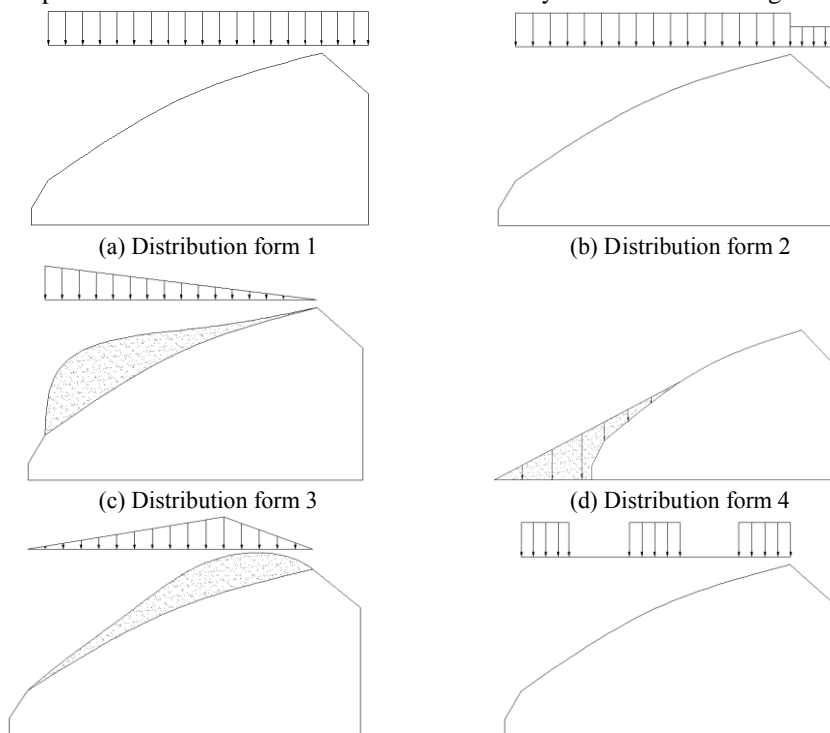 (a) Distribution form 1
(b) Distribution form 2
(c) Distribution form 3
(d) Distribution form 4